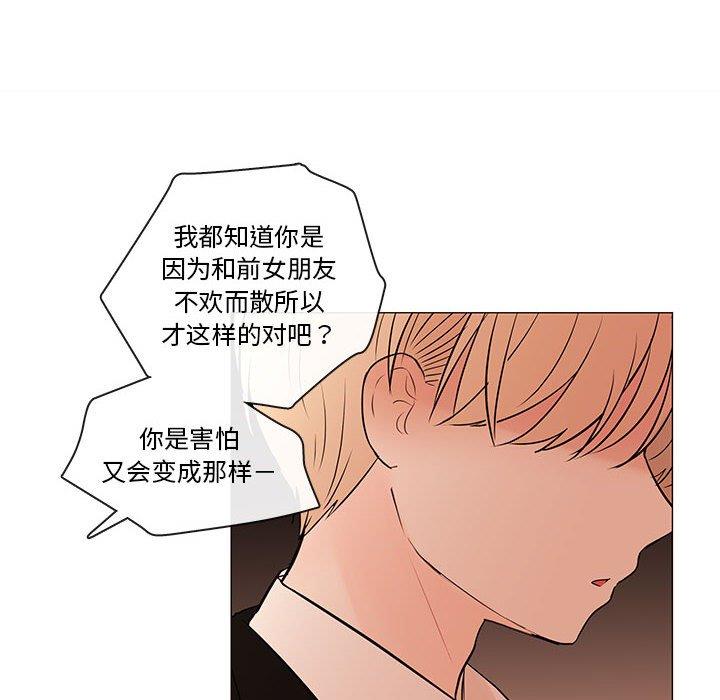 我都知道你是
因为和前女朋友
不欢而散所以
才这样的对吧？
你是害怕
又会变成那样—